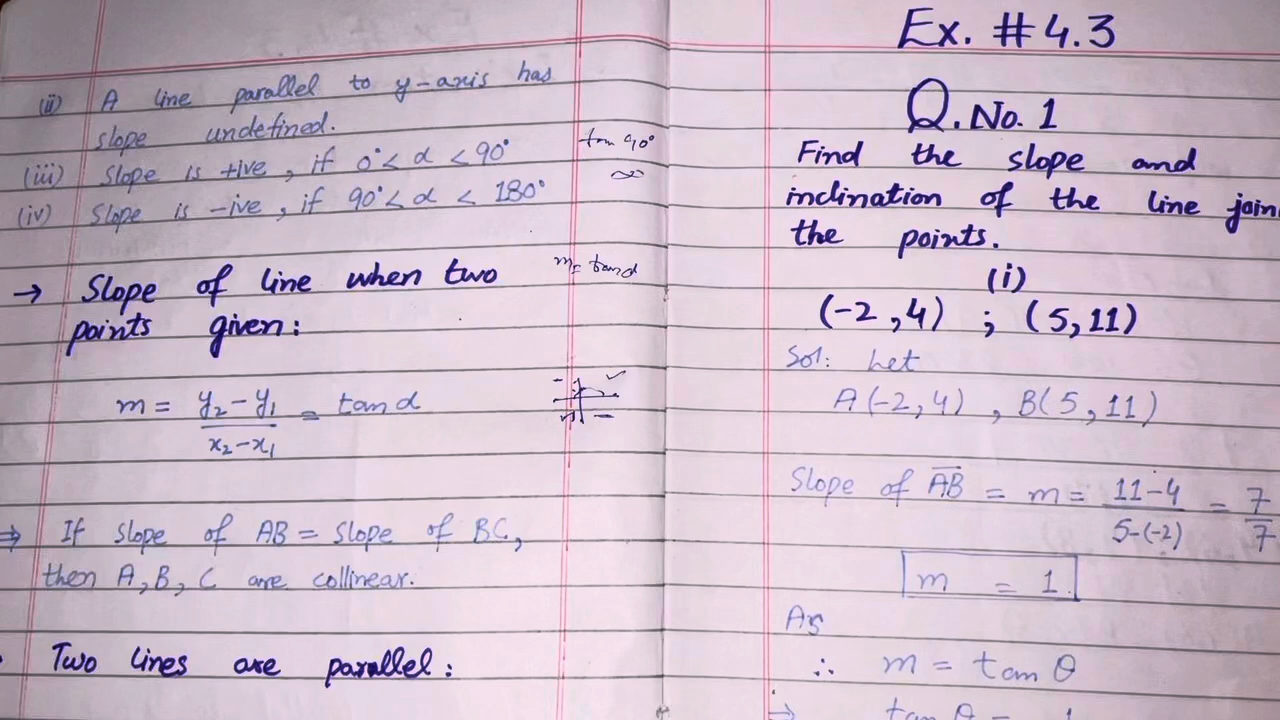 (ii) A line parallel to y-axis has
slope undefined.
(iii) Slope is +ive, if 0°< α < 90°
(iv) Slope is -ive, if 90°< α < 180°
tan 90°
∞
→ Slope of line when two
points given:
m = tan α
m = y₂ - y₁ / x₂ - x₁ = tan α
⇒ If slope of AB = slope of BC,
then A, B, C are collinear.
Two lines are parallel:
Ex. # 4.3
Q. No. 1
Find the slope and
inclination of the line join
the points.
(i)
(-2, 4) ; (5, 11)
Sol: Let
A(-2, 4), B(5, 11)
Slope of A̅B̅ = m = 11-4 / 5-(-2) = 7/7
m = 1
As
∴ m = tan θ
⇒ tan θ = 1